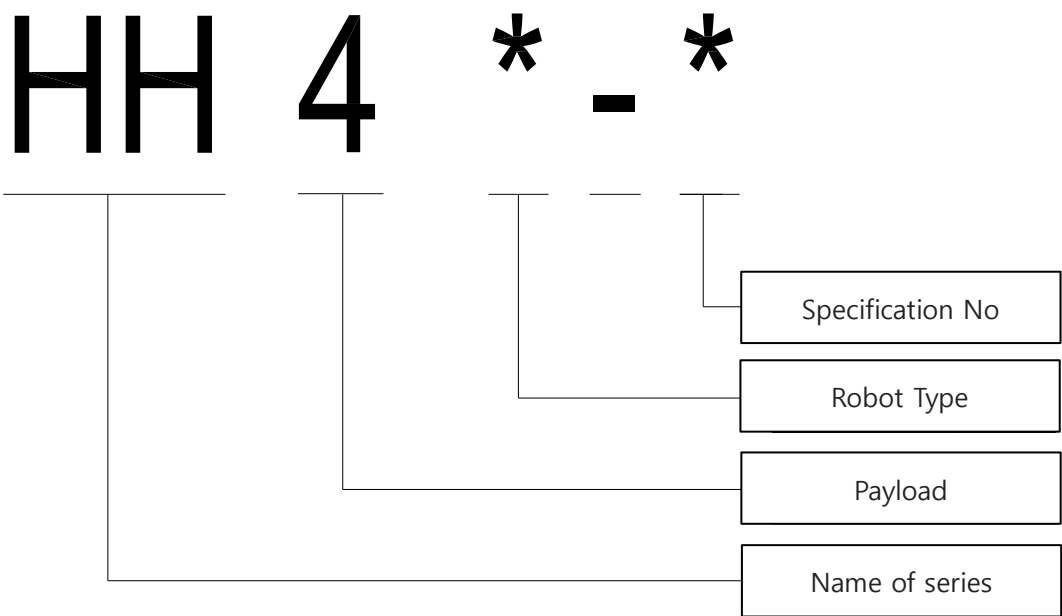 HH 4 * - *
Specification No
Robot Type
Payload
Name of series